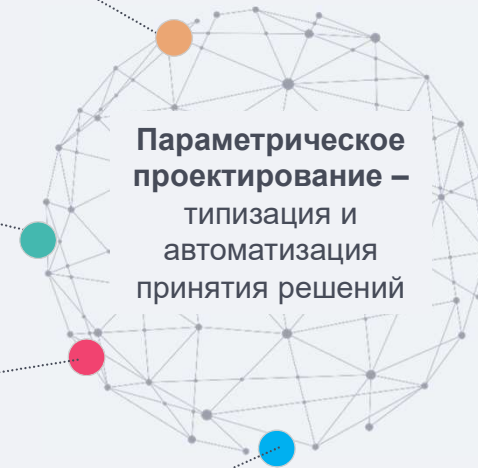 Параметрическое
проектирование –
типизация и
автоматизация
принятия решений